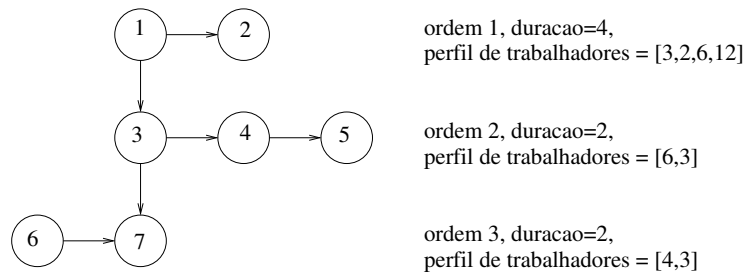 1
2
ordem 1, duracao=4,
perfil de trabalhadores = [3,2,6,12]
3
4
5
ordem 2, duracao=2,
perfil de trabalhadores = [6,3]
6
7
ordem 3, duracao=2,
perfil de trabalhadores = [4,3]